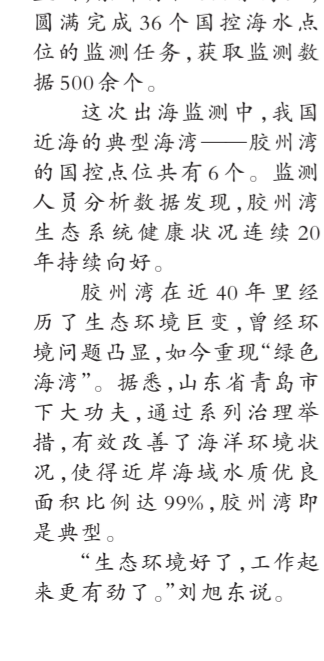 圆满完成36个国控海水点
位的监测任务,获取监测数
据500余个。
这次出海监测中,我国
近海的典型海湾——胶州湾
的国控点位共有6个。监测
人员分析数据发现,胶州湾
生态系统健康状况连续20
年持续向好。
胶州湾在近40年里经
历了生态环境巨变,曾经环
境问题凸显,如今重现“绿色
海湾”。据悉,山东省青岛市
下大功夫,通过系列治理举
措,有效改善了海洋环境状
况,使得近岸海域水质优良
面积比例达99%,胶州湾即
是典型。
“生态环境好了,工作起
来更有劲了。”刘旭东说。